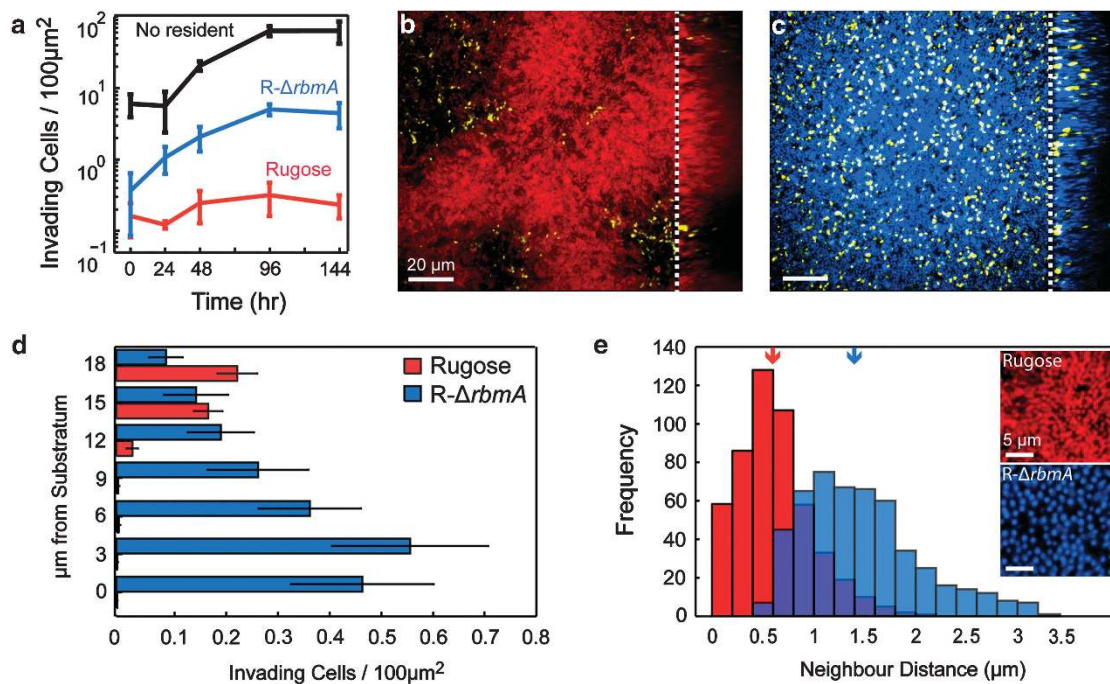 a
No resident
R-ΔrbmA
Rugose
10²
10¹
10⁰
10⁻¹
Invading Cells / 100µm²
0 24 48 96 144
Time (hr)
b
20 µm
c
d
Rugose
R-ΔrbmA
18
15
12
9
6
3
0
µm from Substratum
0 0.1 0.2 0.3 0.4 0.5 0.6 0.7 0.8
Invading Cells / 100µm²
e
140
120
100
80
60
40
20
0
Frequency
Rugose
5 µm
R-ΔrbmA
0 0.5 1 1.5 2 2.5 3 3.5
Neighbour Distance (µm)